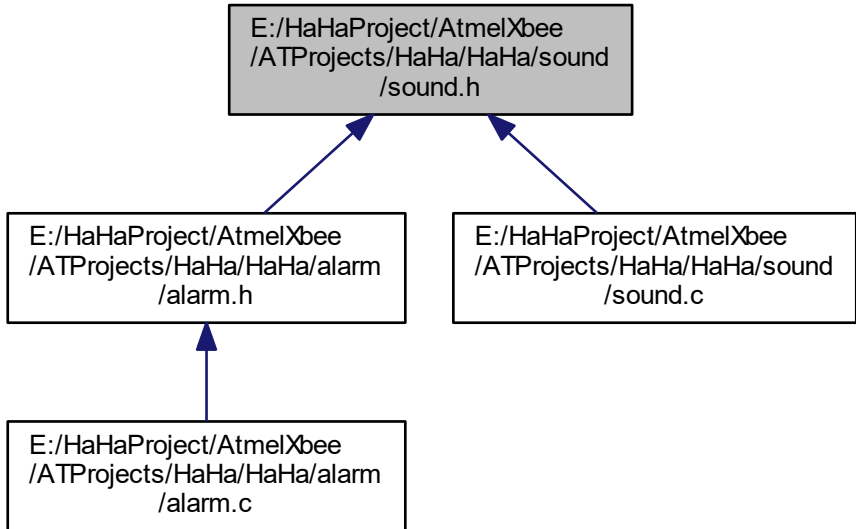 E:/HaHaProject/AtmelXbee
/ATProjects/HaHa/HaHa/sound
/sound.h
E:/HaHaProject/AtmelXbee
/ATProjects/HaHa/HaHa/alarm
/alarm.h
E:/HaHaProject/AtmelXbee
/ATProjects/HaHa/HaHa/sound
/sound.c
E:/HaHaProject/AtmelXbee
/ATProjects/HaHa/HaHa/alarm
/alarm.c